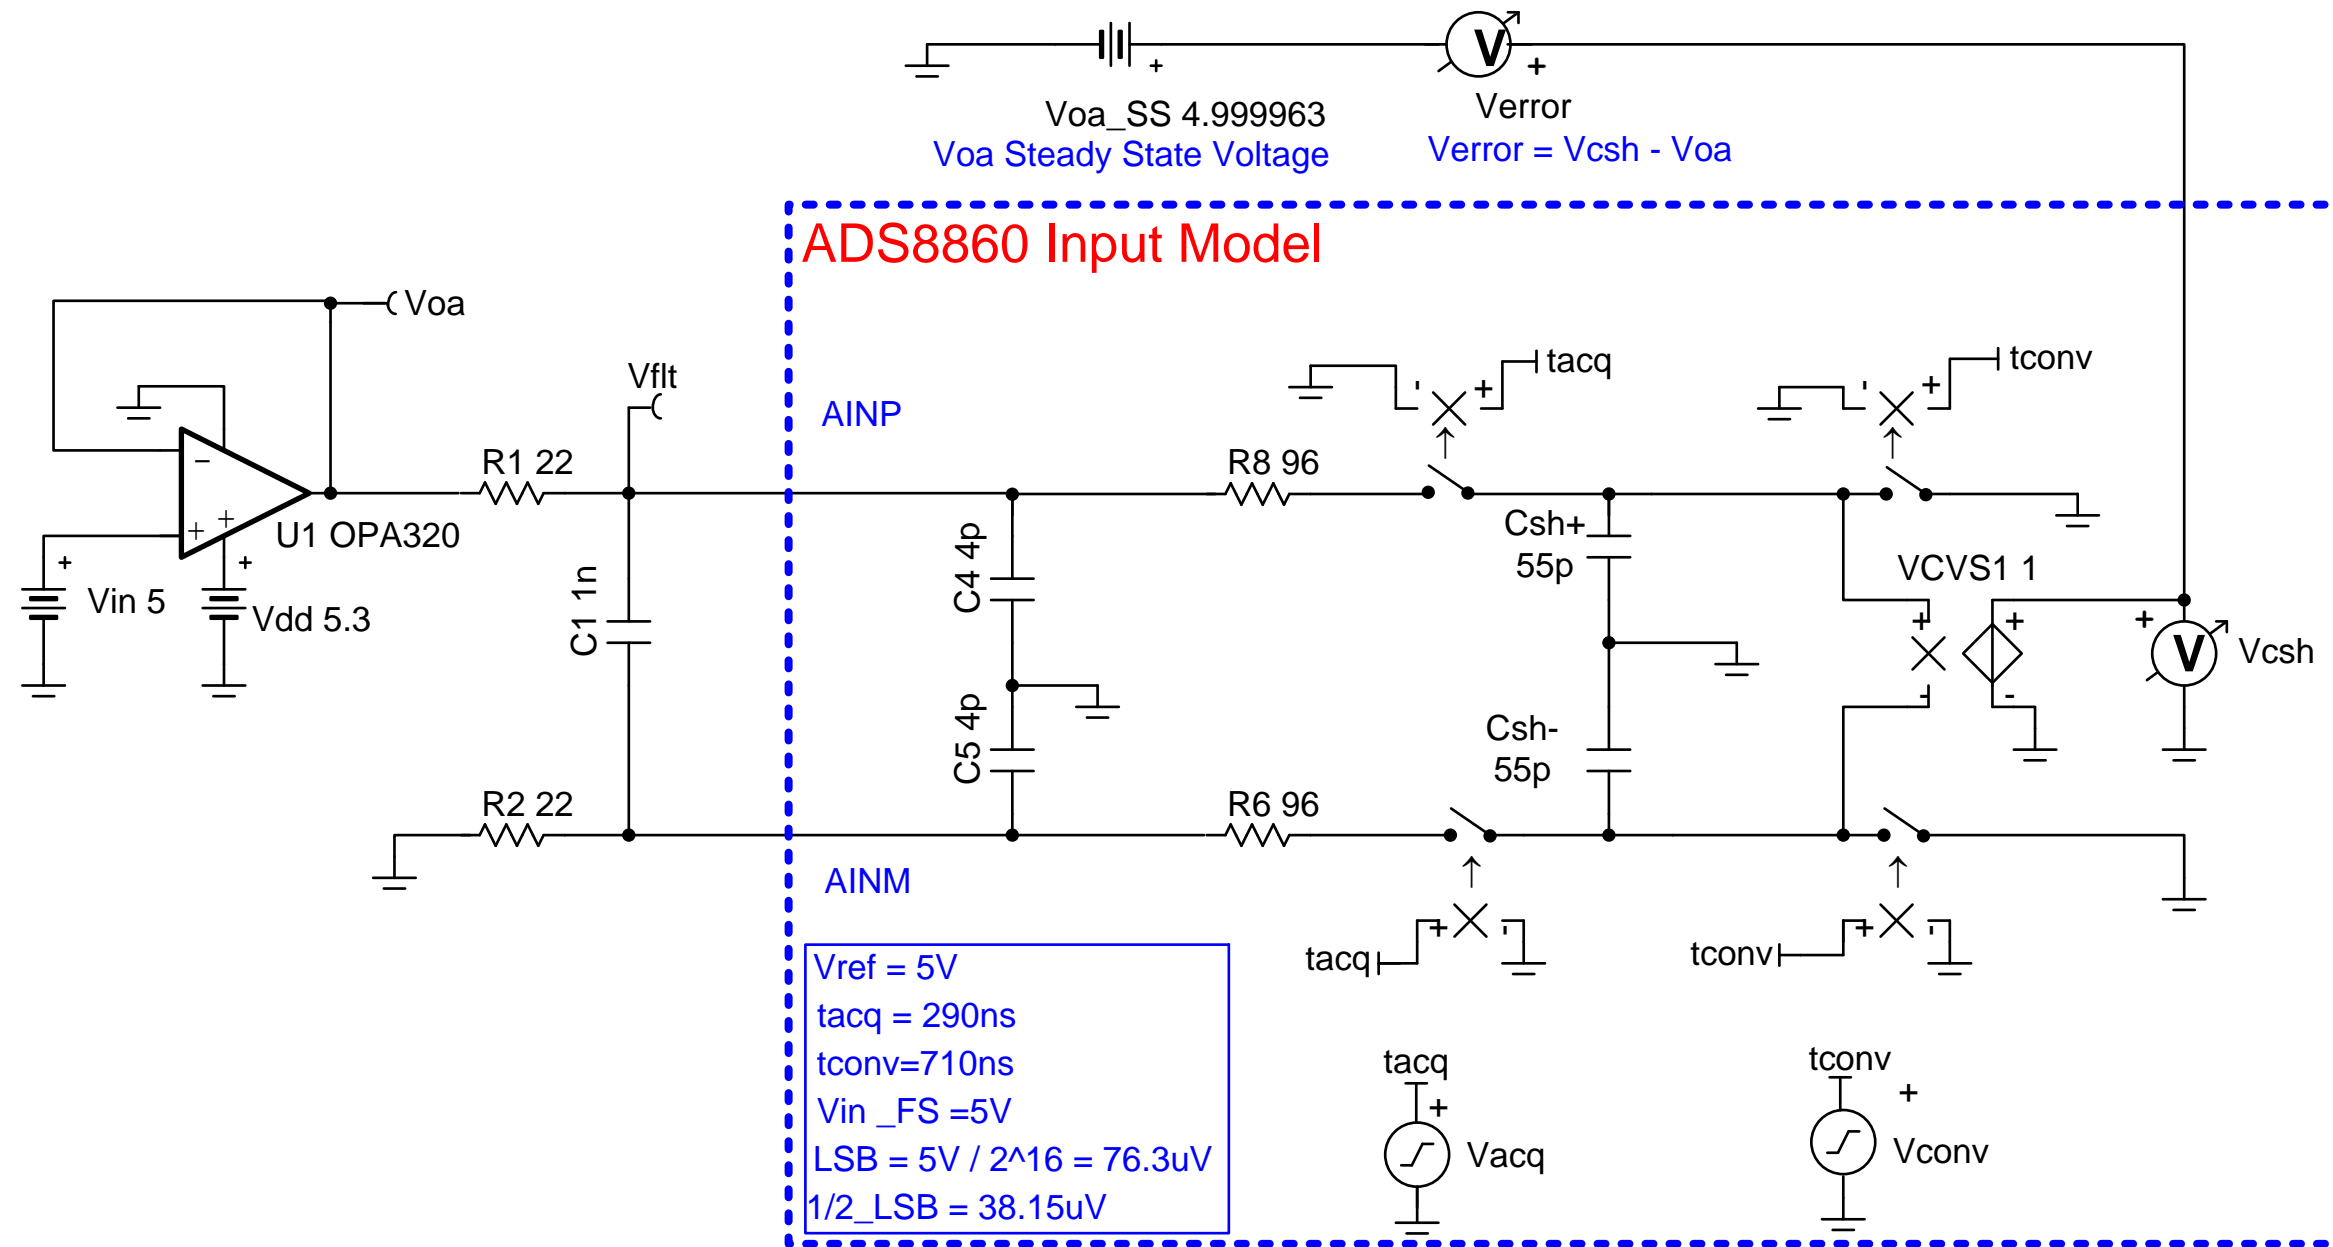 V
+
+
Voa_SS 4.999963
Verror
Voa Steady State Voltage
Verror = Vcsh - Voa
ADS8860 Input Model
Voa
Vflt
tacq
tconv
- +
- +
AINP
R1 22
R8 96
−
+
+
U1 OPA320
C4 4p
Csh+
55p
VCVS1 1
+
+
Vin 5
Vdd 5.3
C1 1n
+
+
+
V
Vcsh
-
-
C5 4p
Csh-
55p
R2 22
R6 96
AINM
+ -
+ -
tacq
tconv
Vref = 5V
tacq = 290ns
tconv=710ns
Vin _FS =5V
LSB = 5V / 2^16 = 76.3uV
1/2_LSB = 38.15uV
tacq
+
Vacq
tconv
+
Vconv